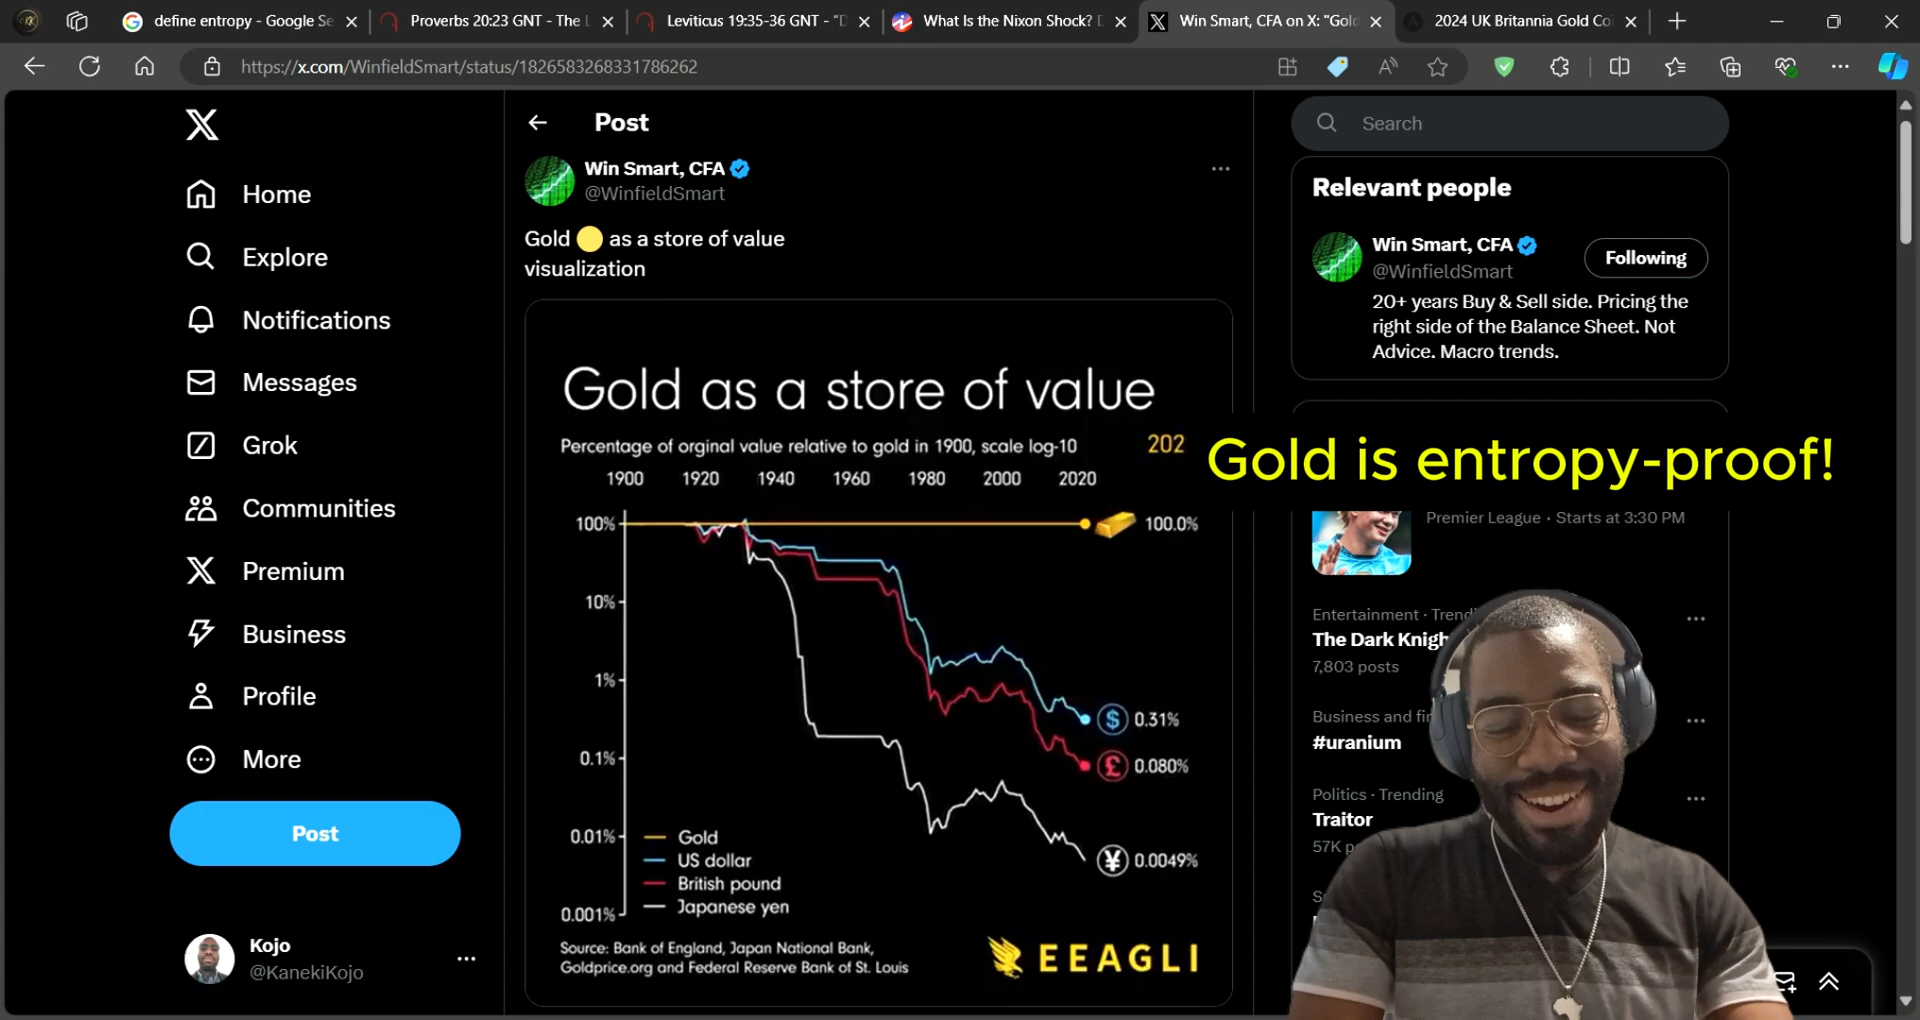 define entropy - Google Se
Proverbs 20:23 GNT - The L
Leviticus 19:35-36 GNT - "D
What Is the Nixon Shock? D
Win Smart, CFA on X: "Gold
2024 UK Britannia Gold Coi
https://x.com/WinfieldSmart/status/1826583268331786262
Home
Explore
Notifications
Messages
Grok
Communities
Premium
Business
Profile
More
Post
Kojo
@KanekiKojo
Post
Win Smart, CFA
@WinfieldSmart
Gold 🟡 as a store of value
visualization
Gold as a store of value
Percentage of orginal value relative to gold in 1900, scale log-10
202
1900 1920 1940 1960 1980 2000 2020
100%
10%
1%
0.1%
0.01%
0.001%
100.0%
$ 0.31%
£ 0.080%
¥ 0.0049%
Gold
US dollar
British pound
Japanese yen
Source: Bank of England, Japan National Bank,
Goldprice.org and Federal Reserve Bank of St. Louis
EEAGLI
Search
Relevant people
Win Smart, CFA
@WinfieldSmart
Following
20+ years Buy & Sell side. Pricing the
right side of the Balance Sheet. Not
Advice. Macro trends.
Gold is entropy-proof!
Premier League · Starts at 3:30 PM
Entertainment · Trendi
The Dark Knigh
7,803 posts
Business and fin
#uranium
Politics · Trending
Traitor
57K p